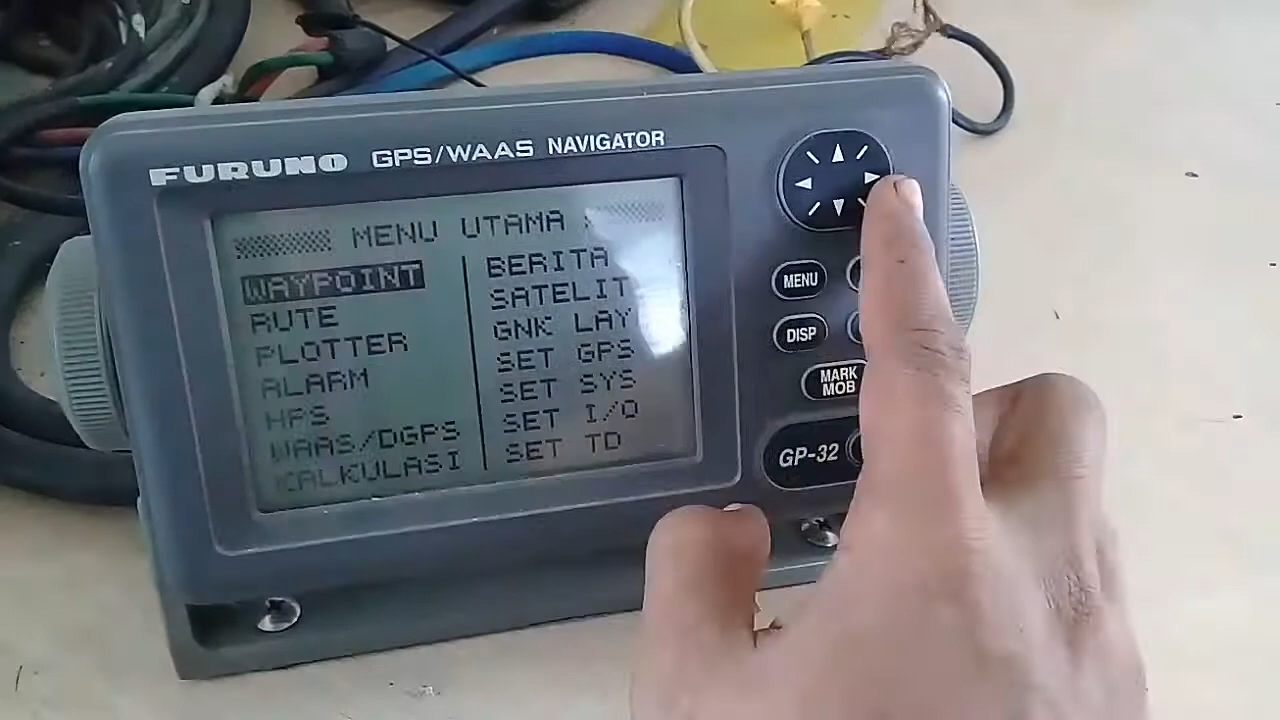 FURUNO GPS/WAAS NAVIGATOR
MENU UTAMA
WAYPOINT
RUTE
PLOTTER
ALARM
HPS
WAAS/DGPS
CALKULASI
BERITA
SATELIT
GNK LAY
SET GPS
SET SYS
SET I/O
SET TD
MENU
DISP
MARK
MOB
GP-32